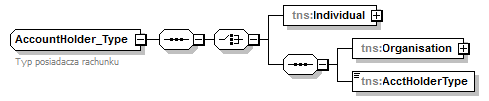 tns:Individual
AccountHolder_Type
Typ posiadacza rachunku
tns:Organisation
tns:AcctHolderType